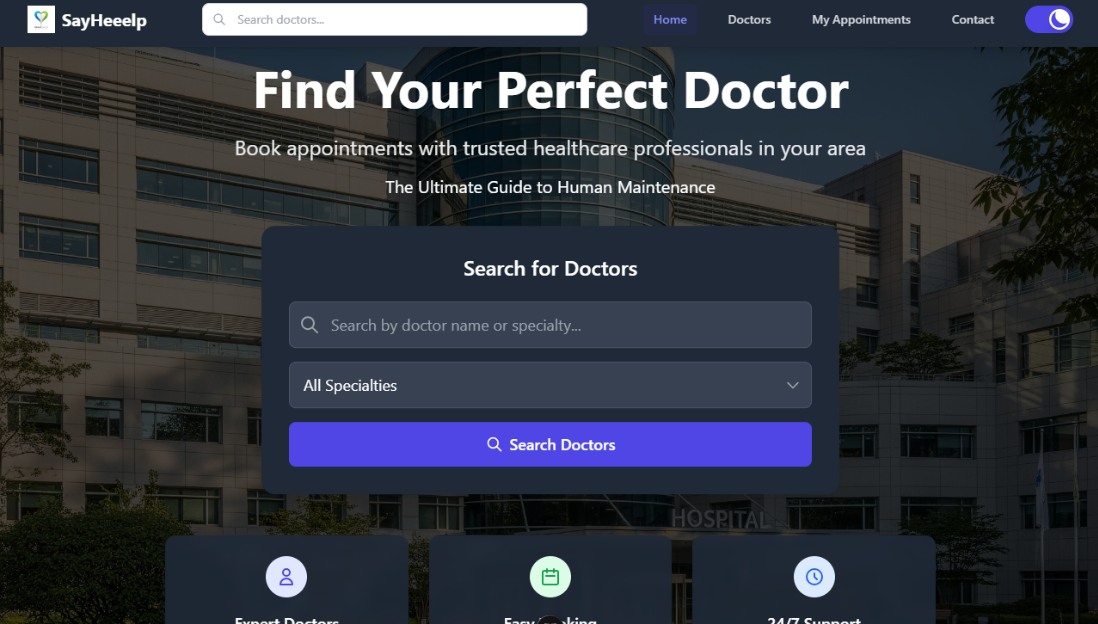 SayHeeelp
Search doctors...
Home
Doctors
My Appointments
Contact
Find Your Perfect Doctor
Book appointments with trusted healthcare professionals in your area
The Ultimate Guide to Human Maintenance
Search for Doctors
Search by doctor name or specialty...
All Specialties
Search Doctors
HOSPITAL
Expert Doctors
Easy Booking
24/7 Support